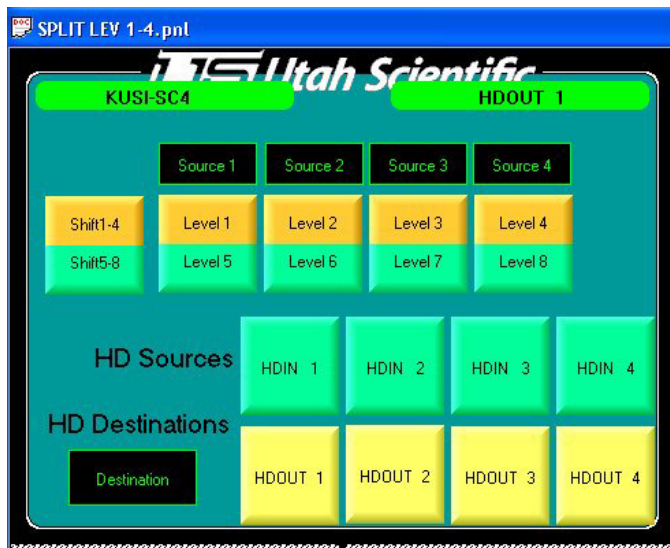 SPLIT LEV 1-4.pnl
Utah Scientific
KUSI-SC4 HDOUT 1
Source 1 Source 2 Source 3 Source 4
Shift1-4 Level 1 Level 2 Level 3 Level 4
Shift5-8 Level 5 Level 6 Level 7 Level 8
HD Sources HDIN 1 HDIN 2 HDIN 3 HDIN 4
HD Destinations
Destination HDOUT 1 HDOUT 2 HDOUT 3 HDOUT 4